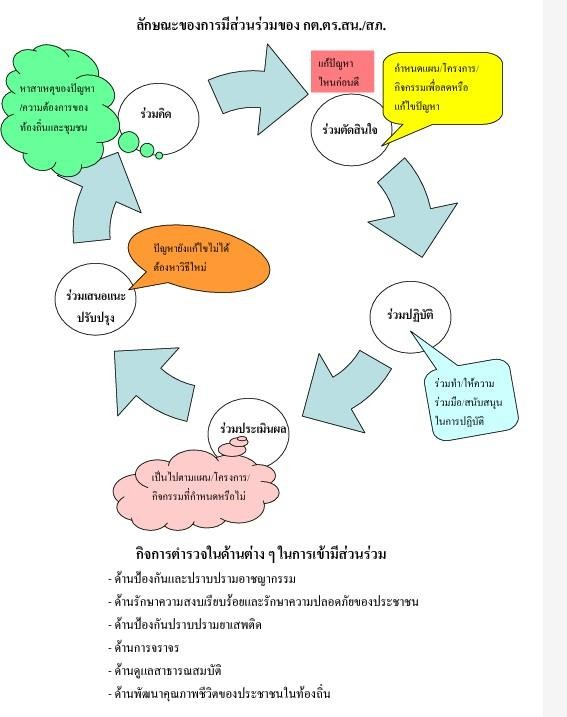 ลักษณะของการมีส่วนร่วมของ กต.ตร.สน./สภ.
หาสาเหตุของปัญหา
/ความต้องการของ
ท้องถิ่นและชุมชน
ร่วมคิด
แก้ปัญหา
ไหนก่อนดี
กำหนดแผน/โครงการ/
กิจกรรมเพื่อลดหรือ
แก้ไขปัญหา
ร่วมตัดสินใจ
ร่วมปฏิบัติ
ร่วมทำ/ให้ความ
ร่วมมือ/สนับสนุน
ในการปฎิบัติ
ร่วมประเมินผล
เป็นไปตามแผน/โครงการ/
กิจกรรมที่กำหนดหรือไม่
ร่วมเสนอแนะ
ปรับปรุง
ปัญหายังแก้ไขไม่ได้
ต้องหาวิธีใหม่
กิจการตำรวจในด้านต่าง ๆ ในการเข้ามีส่วนร่วม
- ด้านป้องกันและปราบปรามอาชญากรรม
- ด้านรักษาความสงบเรียบร้อยและรักษาความปลอดภัยของประชาชน
- ด้านป้องกันปราบปรามยาเสพติด
- ด้านการจราจร
- ด้านดูแลสาธารณสมบัติ
- ด้านพัฒนาคุณภาพชีวิตของประชาชนในท้องถิ่น